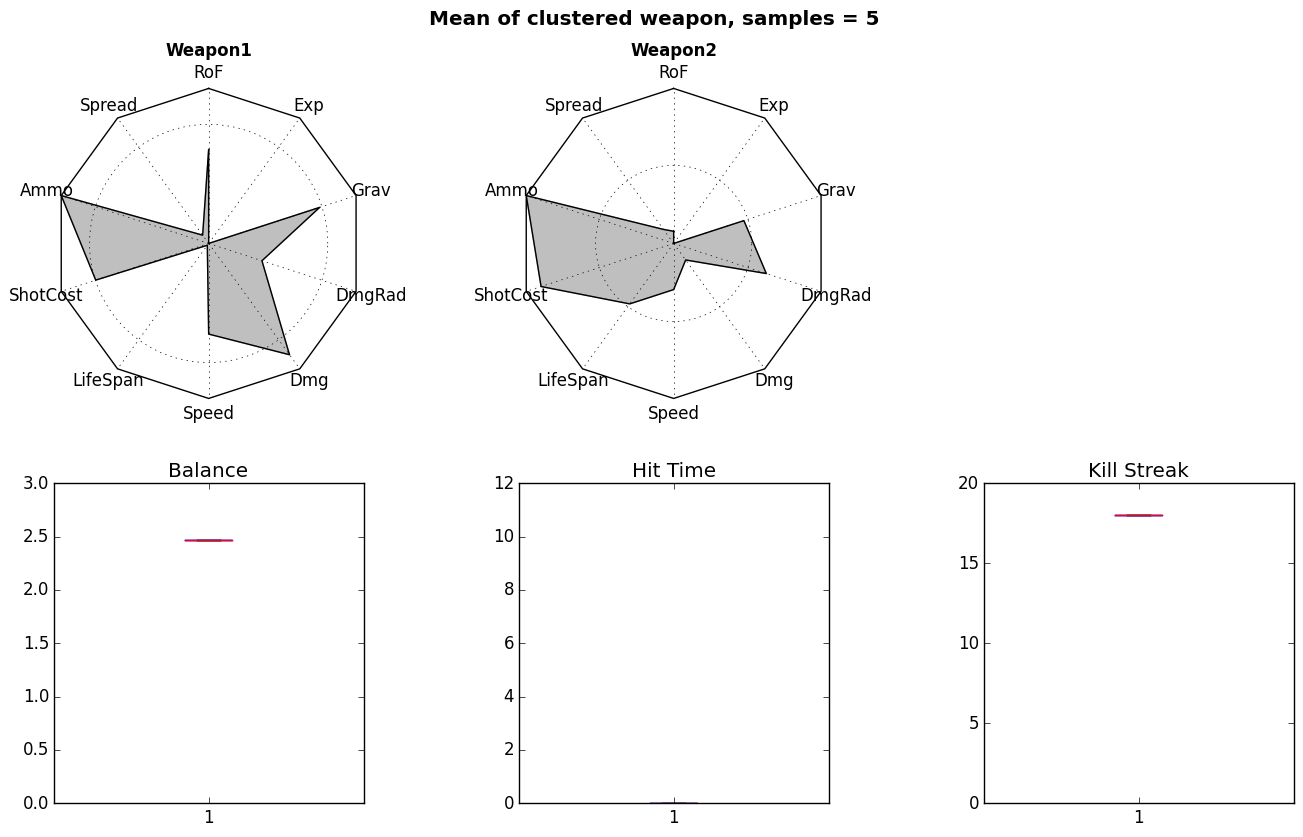 Mean of clustered weapon, samples = 5
Weapon1
RoF
Spread
Exp
Ammo
Grav
ShotCost
DmgRad
LifeSpan
Dmg
Speed
Weapon2
RoF
Spread
Exp
Ammo
Grav
ShotCost
DmgRad
LifeSpan
Dmg
Speed
Balance
3.0
2.5
2.0
1.5
1.0
0.5
0.0
1
Hit Time
12
10
8
6
4
2
0
1
Kill Streak
20
15
10
5
0
1